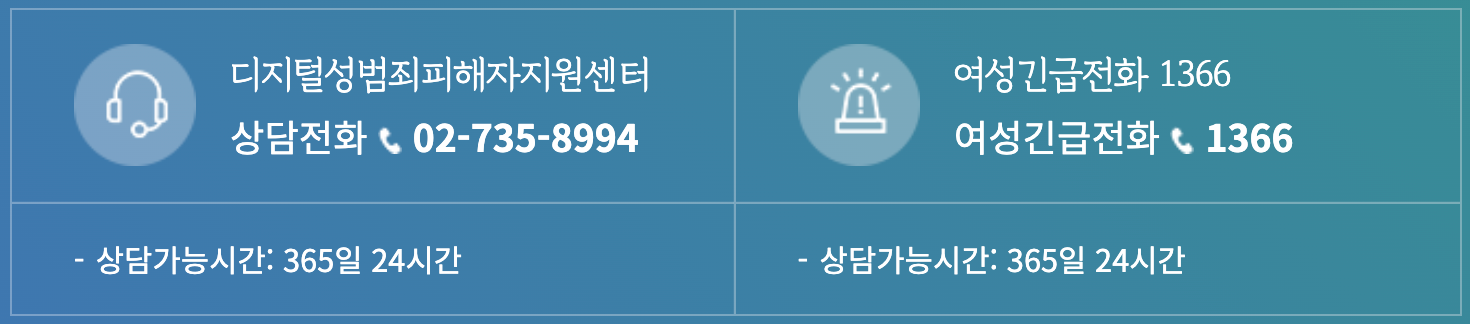 디지털성범죄피해자지원센터
상담전화 02-735-8994
- 상담가능시간: 365일 24시간
여성긴급전화 1366
여성긴급전화 1366
- 상담가능시간: 365일 24시간